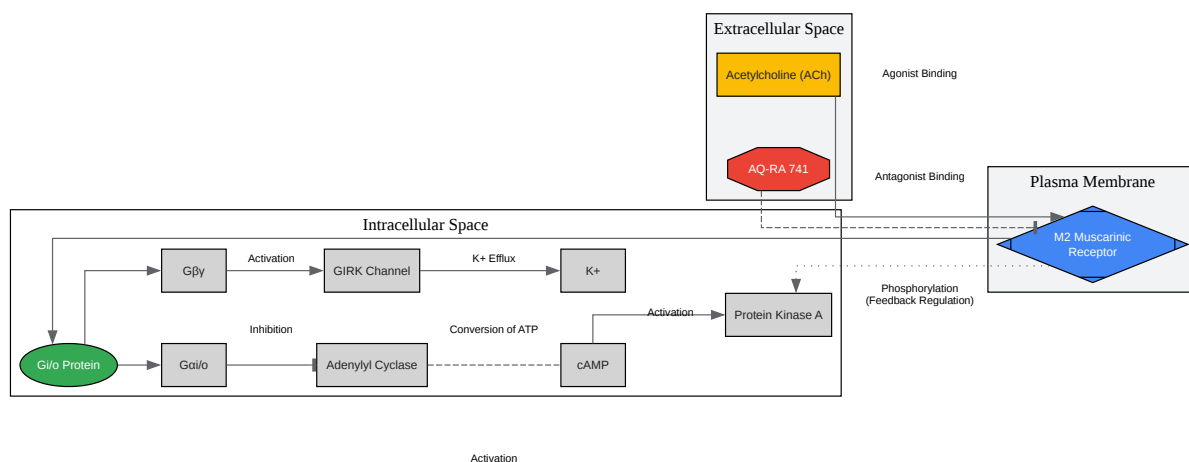 Extracellular Space
Acetylcholine (ACh)
Agonist Binding
AQ-RA 741
Antagonist Binding
Plasma Membrane
M2 Muscarinic
Receptor
Intracellular Space
Gβγ
Activation
GIRK Channel
K+ Efflux
K+
Phosphorylation
(Feedback Regulation)
Activation
Protein Kinase A
Inhibition
Conversion of ATP
Gi/o Protein
Gαi/o
Adenylyl Cyclase
cAMP
Activation